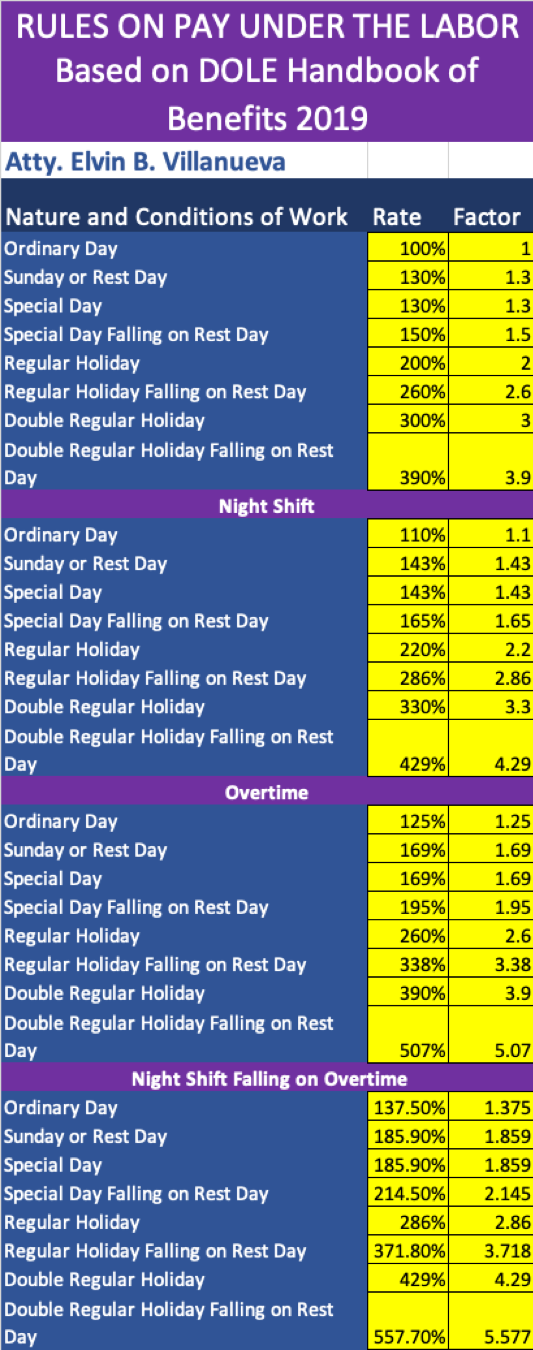 RULES ON PAY UNDER THE LABOR
Based on DOLE Handbook of
Benefits 2019
Atty. Elvin B. Villanueva
Nature and Conditions of Work Rate Factor
Ordinary Day 100% 1
Sunday or Rest Day 130% 1.3
Special Day 130% 1.3
Special Day Falling on Rest Day 150% 1.5
Regular Holiday 200% 2
Regular Holiday Falling on Rest Day 260% 2.6
Double Regular Holiday 300% 3
Double Regular Holiday Falling on Rest
Day 390% 3.9
Night Shift
Ordinary Day 110% 1.1
Sunday or Rest Day 143% 1.43
Special Day 143% 1.43
Special Day Falling on Rest Day 165% 1.65
Regular Holiday 220% 2.2
Regular Holiday Falling on Rest Day 286% 2.86
Double Regular Holiday 330% 3.3
Double Regular Holiday Falling on Rest
Day 429% 4.29
Overtime
Ordinary Day 125% 1.25
Sunday or Rest Day 169% 1.69
Special Day 169% 1.69
Special Day Falling on Rest Day 195% 1.95
Regular Holiday 260% 2.6
Regular Holiday Falling on Rest Day 338% 3.38
Double Regular Holiday 390% 3.9
Double Regular Holiday Falling on Rest
Day 507% 5.07
Night Shift Falling on Overtime
Ordinary Day 137.50% 1.375
Sunday or Rest Day 185.90% 1.859
Special Day 185.90% 1.859
Special Day Falling on Rest Day 214.50% 2.145
Regular Holiday 286% 2.86
Regular Holiday Falling on Rest Day 371.80% 3.718
Double Regular Holiday 429% 4.29
Double Regular Holiday Falling on Rest
Day 557.70% 5.577